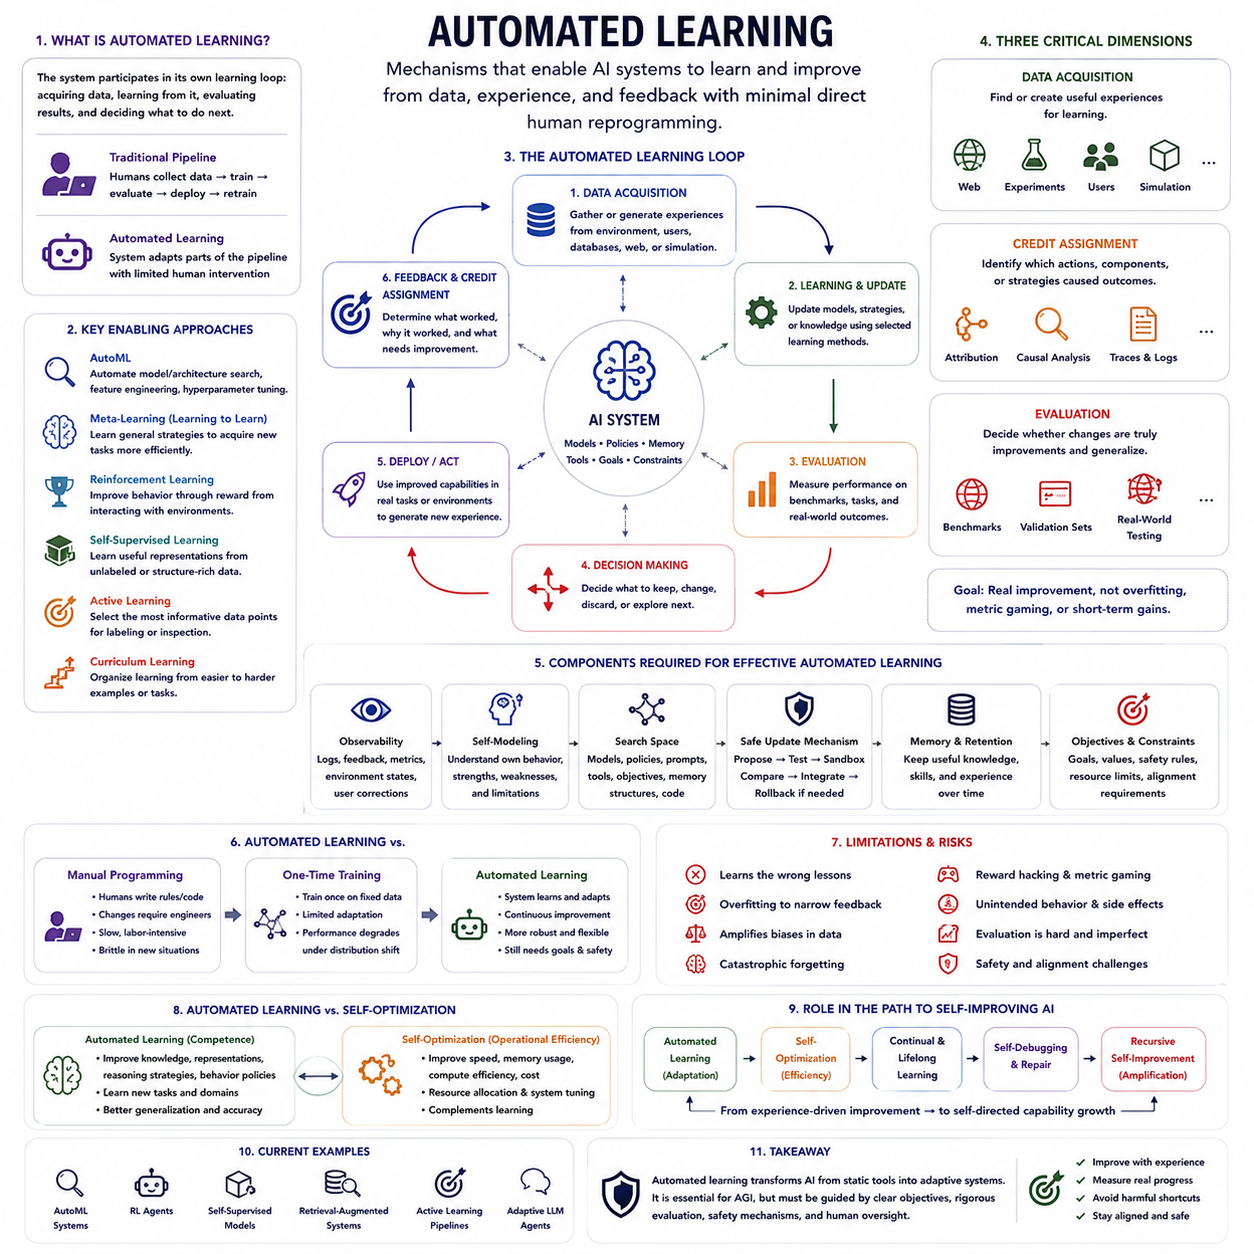 AUTOMATED LEARNING
Mechanisms that enable AI systems to learn and improve
from data, experience, and feedback with minimal direct
human reprogramming.
1. WHAT IS AUTOMATED LEARNING?
The system participates in its own learning loop:
acquiring data, learning from it, evaluating
results, and deciding what to do next.
Traditional Pipeline
Humans collect data → train →
evaluate → deploy → retrain
Automated Learning
System adapts parts of the pipeline
with limited human intervention
2. KEY ENABLING APPROACHES
AutoML
Automate model/architecture search,
feature engineering, hyperparameter tuning.
Meta-Learning (Learning to Learn)
Learn general strategies to acquire new
tasks more efficiently.
Reinforcement Learning
Improve behavior through reward from
interacting with environments.
Self-Supervised Learning
Learn useful representations from
unlabeled or structure-rich data.
Active Learning
Select the most informative data points
for labeling or inspection.
Curriculum Learning
Organize learning from easier to harder
examples or tasks.
3. THE AUTOMATED LEARNING LOOP
1. DATA ACQUISITION
Gather or generate experiences
from environment, users,
databases, web, or simulation.
2. LEARNING & UPDATE
Update models, strategies,
or knowledge using selected
learning methods.
3. EVALUATION
Measure performance on
benchmarks, tasks, and
real-world outcomes.
4. DECISION MAKING
Decide what to keep, change,
discard, or explore next.
5. DEPLOY / ACT
Use improved capabilities in
real tasks or environments
to generate new experience.
6. FEEDBACK & CREDIT
ASSIGNMENT
Determine what worked,
why it worked, and what
needs improvement.
AI SYSTEM
Models • Policies • Memory
Tools • Goals • Constraints
4. THREE CRITICAL DIMENSIONS
DATA ACQUISITION
Find or create useful experiences
for learning.
Web
Experiments
Users
Simulation
...
CREDIT ASSIGNMENT
Identify which actions, components,
or strategies caused outcomes.
Attribution
Causal Analysis
Traces & Logs
...
EVALUATION
Decide whether changes are truly
improvements and generalize.
Benchmarks
Validation Sets
Real-World
Testing
...
Goal: Real improvement, not overfitting,
metric gaming, or short-term gains.
5. COMPONENTS REQUIRED FOR EFFECTIVE AUTOMATED LEARNING
Observability
Logs, feedback, metrics,
environment states,
user corrections
Self-Modeling
Understand own behavior,
strengths, weaknesses,
and limitations
Search Space
Models, policies, prompts,
tools, objectives, memory
structures, code
Safe Update Mechanism
Propose → Test → Sandbox
Compare → Integrate →
Rollback if needed
Memory & Retention
Keep useful knowledge,
skills, and experience
over time
Objectives & Constraints
Goals, values, safety rules,
resource limits, alignment
requirements
6. AUTOMATED LEARNING vs.
Manual Programming
• Humans write rules/code
• Changes require engineers
• Slow, labor-intensive
• Brittle in new situations
One-Time Training
• Train once on fixed data
• Limited adaptation
• Performance degrades
under distribution shift
Automated Learning
• System learns and adapts
• Continuous improvement
• More robust and flexible
• Still needs goals & safety
7. LIMITATIONS & RISKS
Learns the wrong lessons
Overfitting to narrow feedback
Amplifies biases in data
Catastrophic forgetting
Reward hacking & metric gaming
Unintended behavior & side effects
Evaluation is hard and imperfect
Safety and alignment challenges
8. AUTOMATED LEARNING vs. SELF-OPTIMIZATION
Automated Learning (Competence)
• Improve knowledge, representations,
reasoning strategies, behavior policies
• Learn new tasks and domains
• Better generalization and accuracy
Self-Optimization (Operational Efficiency)
• Improve speed, memory usage,
compute efficiency, cost
• Resource allocation & system tuning
• Complements learning
9. ROLE IN THE PATH TO SELF-IMPROVING AI
Automated
Learning
(Adaptation)
Self-
Optimization
(Efficiency)
Continual &
Lifelong
Learning
Self-Debugging
& Repair
Recursive
Self-Improvement
(Amplification)
From experience-driven improvement → to self-directed capability growth
10. CURRENT EXAMPLES
AutoML
Systems
RL Agents
Self-Supervised
Models
Retrieval-Augmented
Systems
Active Learning
Pipelines
Adaptive LLM
Agents
11. TAKEAWAY
Automated learning transforms AI from static tools into adaptive systems.
It is essential for AGI, but must be guided by clear objectives, rigorous
evaluation, safety mechanisms, and human oversight.
✓ Improve with experience
✓ Measure real progress
✓ Avoid harmful shortcuts
✓ Stay aligned and safe